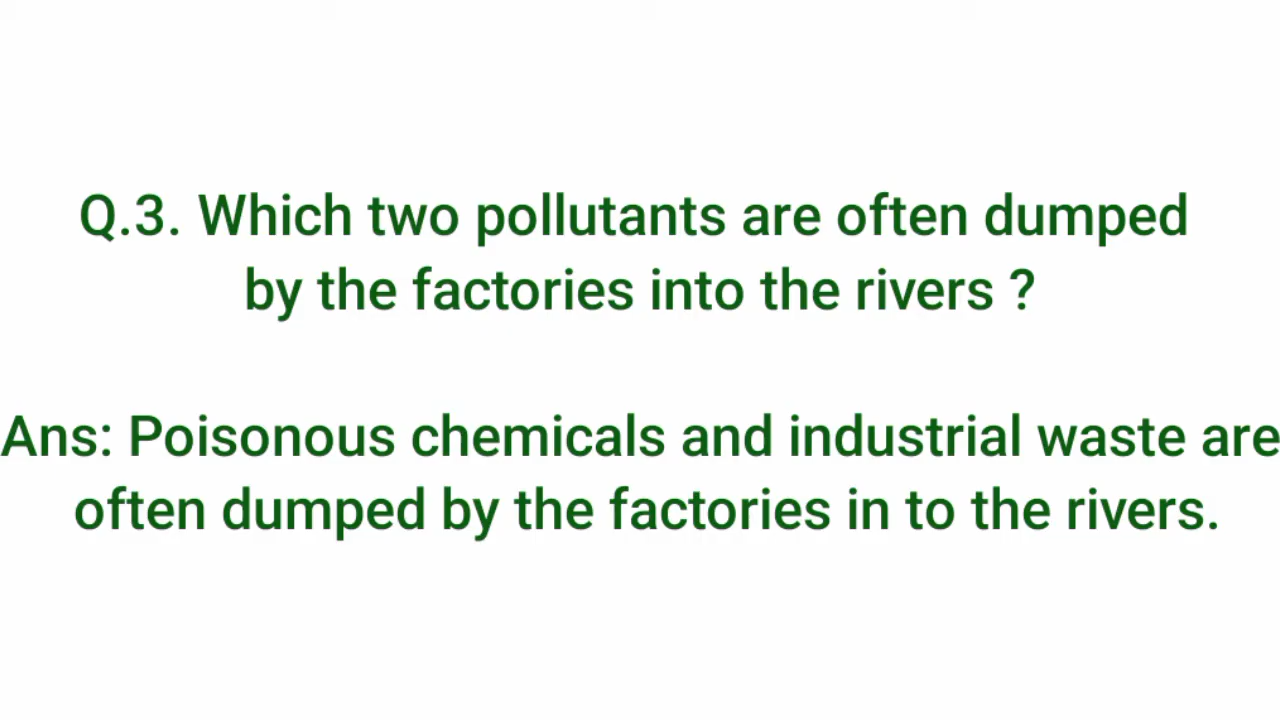 Q.3. Which two pollutants are often dumped
by the factories into the rivers ?
Ans: Poisonous chemicals and industrial waste are
often dumped by the factories in to the rivers.